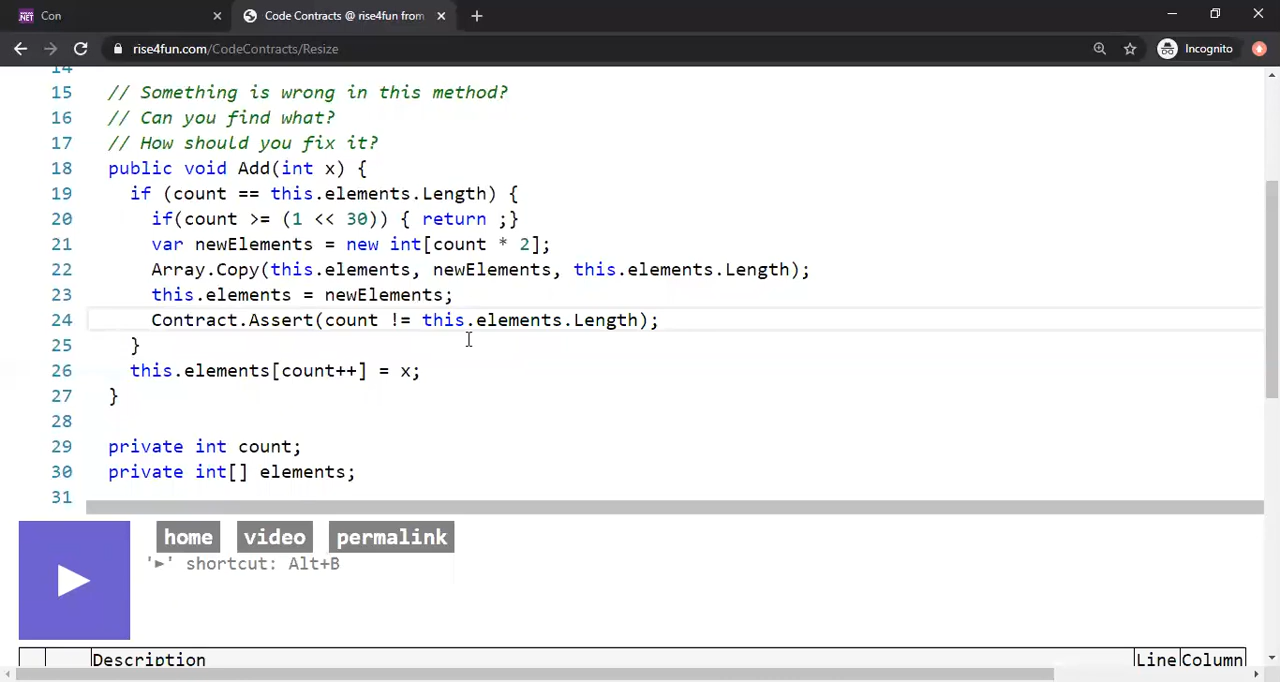 Con
Code Contracts @ rise4fun from
rise4fun.com/CodeContracts/Resize
Incognito
14
15 // Something is wrong in this method?
16 // Can you find what?
17 // How should you fix it?
18 public void Add(int x) {
19 if (count == this.elements.Length) {
20 if(count >= (1 << 30)) { return ;}
21 var newElements = new int[count * 2];
22 Array.Copy(this.elements, newElements, this.elements.Length);
23 this.elements = newElements;
24 Contract.Assert(count != this.elements.Length);
25 }
26 this.elements[count++] = x;
27 }
28
29 private int count;
30 private int[] elements;
31
home video permalink
'►' shortcut: Alt+B
Description Line Column